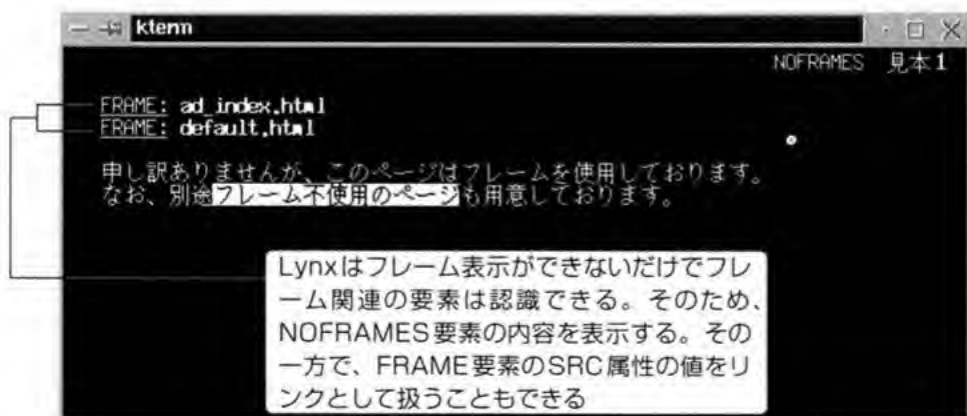 kterm
NOFRAMES 見本1
FRAME: ad_index.html
FRAME: default.html
申し訳ありませんが、このページはフレームを使用しております。
なお、別途フレーム不使用のページも用意しております。
Lynxはフレーム表示ができないだけでフレ
ーム関連の要素は認識できる。そのため、
NOFRAMES要素の内容を表示する。その
一方で、FRAME要素のSRC属性の値をリ
ンクとして扱うこともできる